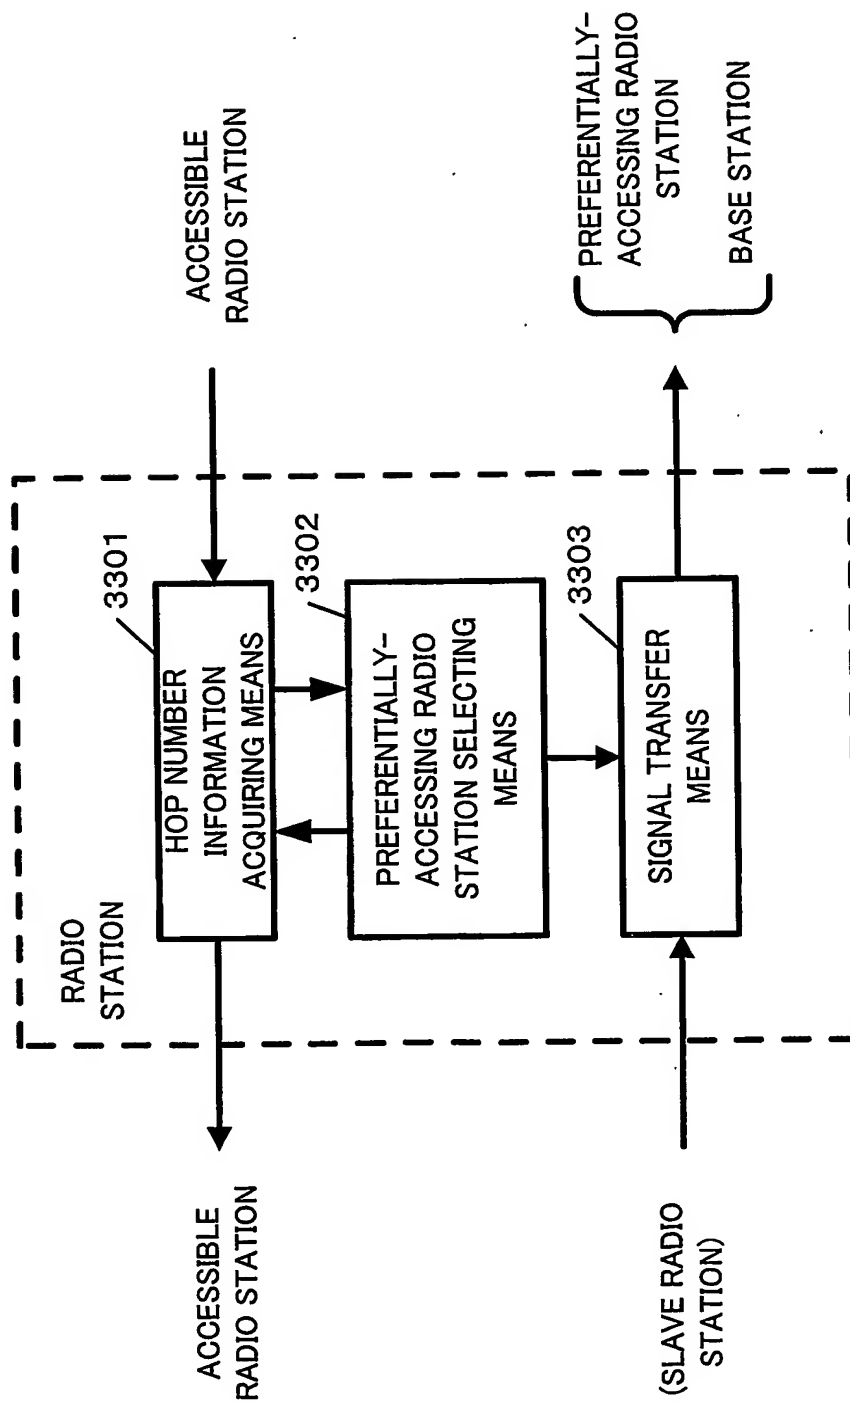 RADIO
STATION
ACCESSIBLE
RADIO STATION
3301
HOP NUMBER
INFORMATION
ACQUIRING MEANS
ACCESSIBLE
RADIO STATION
3302
PREFERENTIALLY-
ACCESSING RADIO
STATION SELECTING
MEANS
(SLAVE RADIO
STATION)
3303
SIGNAL TRANSFER
MEANS
PREFERENTIALLY-
ACCESSING RADIO
STATION
BASE STATION